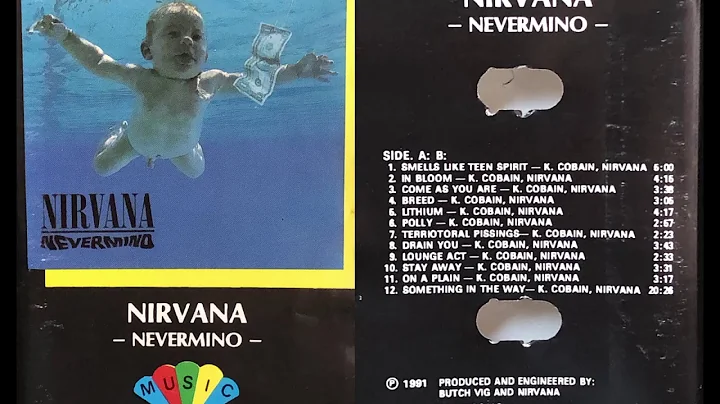 NIRVANA
NEVERMINO
NIRVANA
– NEVERMINO –
MUSIC
NIRVANA
– NEVERMINO –
SIDE. A: B:
1. SMELLS LIKE TEEN SPIRIT – K. COBAIN, NIRVANA 5:00
2. IN BLOOM – K. COBAIN, NIRVANA 4:15
3. COME AS YOU ARE – K. COBAIN, NIRVANA 3:38
4. BREED – K. COBAIN, NIRVANA 3:05
5. LITHIUM – K. COBAIN, NIRVANA 4:17
6. POLLY – K. COBAIN, NIRVANA 2:57
7. TERRIOTORAL PISSINGS– K. COBAIN, NIRVANA 2:23
8. DRAIN YOU – K. COBAIN, NIRVANA 3:43
9. LOUNGE ACT – K. COBAIN, NIRVANA 2:33
10. STAY AWAY – K. COBAIN, NIRVANA 3:31
11. ON A PLAIN – K. COBAIN, NIRVANA 3:17
12. SOMETHING IN THE WAY– K. COBAIN, NIRVANA 20:26
Ⓟ 1991 PRODUCED AND ENGINEERED BY:
BUTCH VIG AND NIRVANA